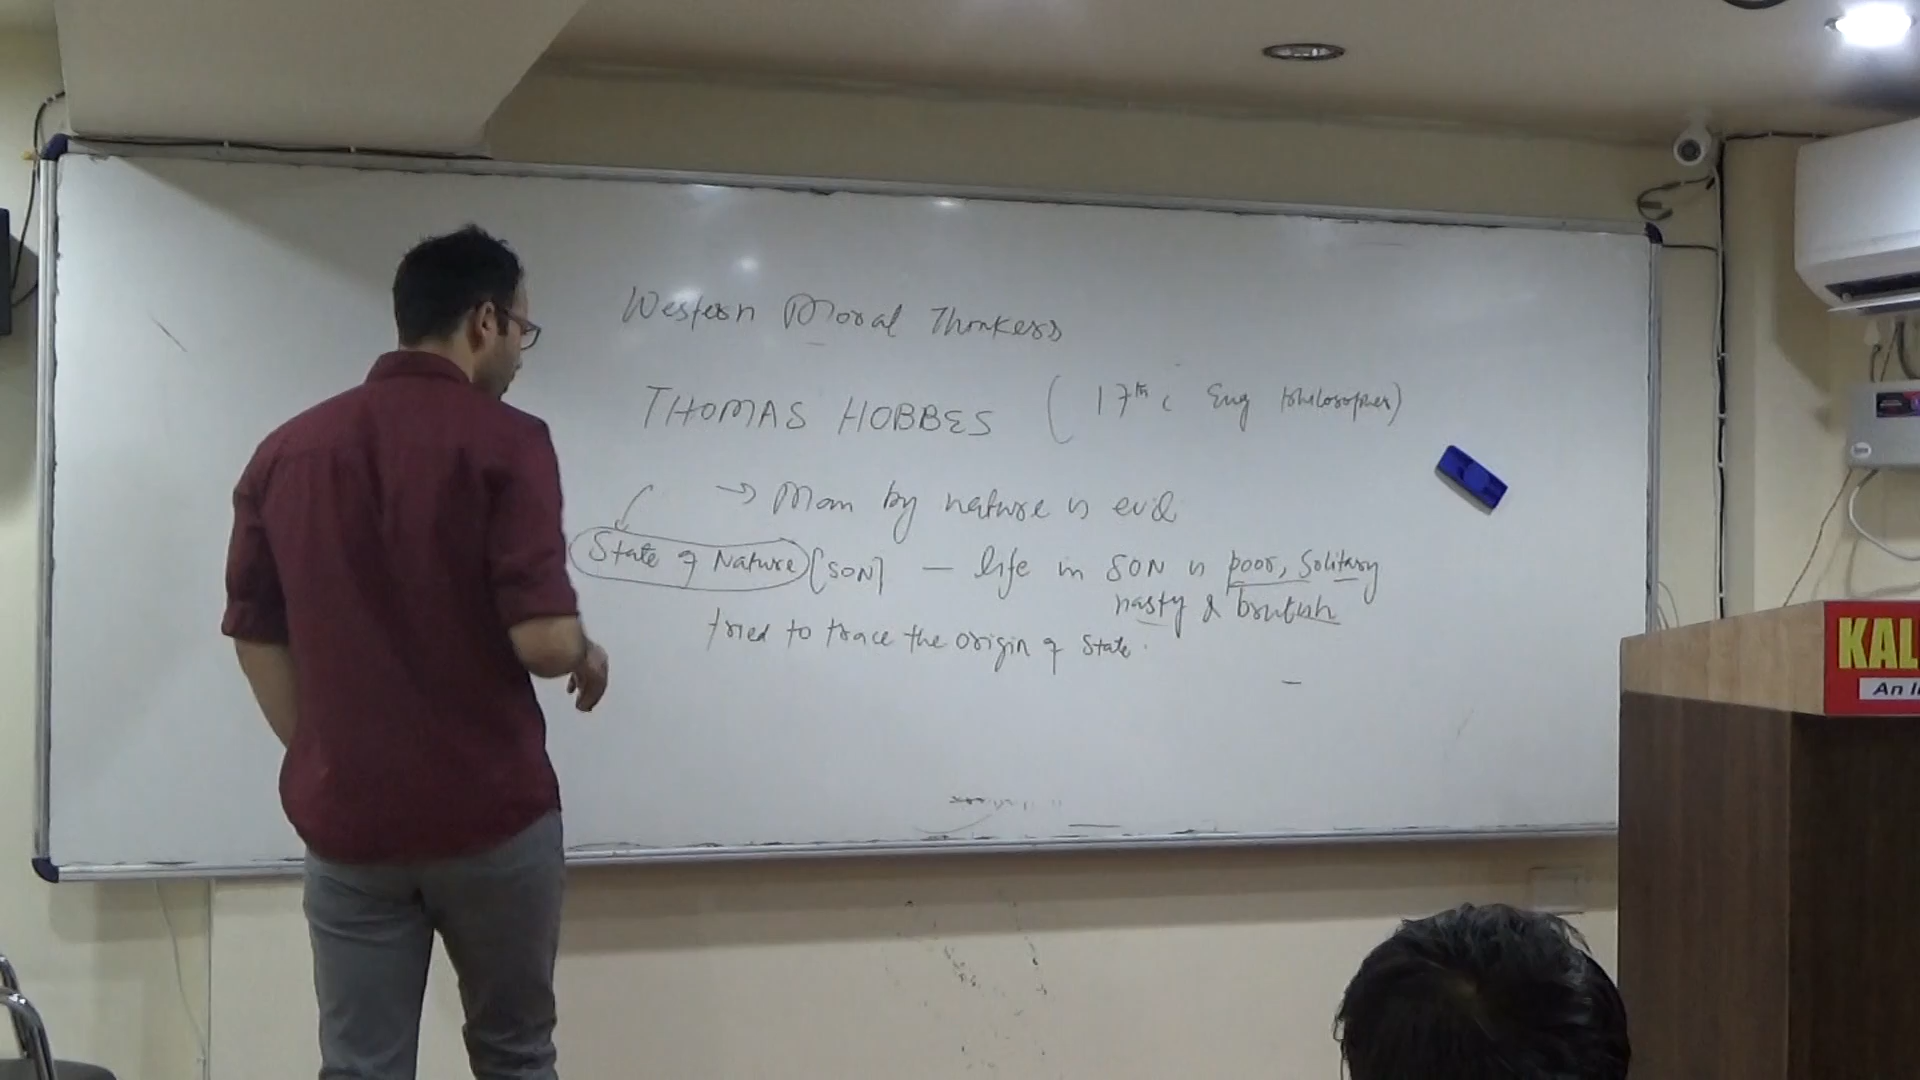 Western Moral Thinkers
THOMAS HOBBES (17th c Eng Philosopher)
→ Man by nature is evil
State of Nature [SON] — life in SON is poor, Solitary
nasty & brutish
tried to trace the origin of State.
KAL
An I